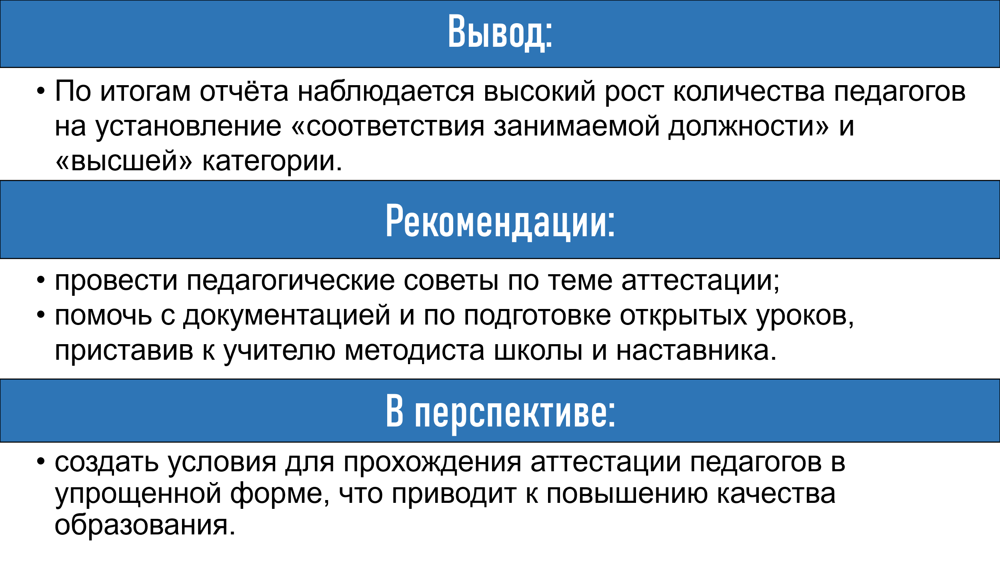 Вывод:
• По итогам отчёта наблюдается высокий рост количества педагогов
на установление «соответствия занимаемой должности» и
«высшей» категории.
Рекомендации:
• провести педагогические советы по теме аттестации;
• помочь с документацией и по подготовке открытых уроков,
приставив к учителю методиста школы и наставника.
В перспективе:
• создать условия для прохождения аттестации педагогов в
упрощенной форме, что приводит к повышению качества
образования.